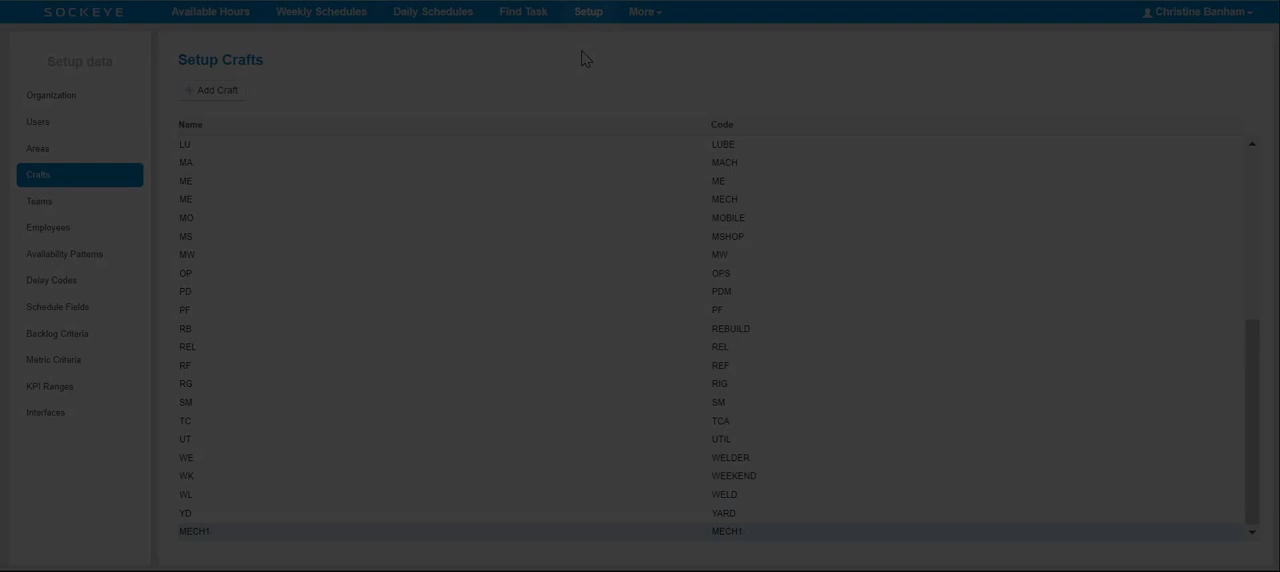 SOCKEYE Available Hours Weekly Schedules Daily Schedules Find Task Setup More Christine Banham
Setup data
Organization
Users
Areas
Crafts
Teams
Employees
Availability Patterns
Delay Codes
Schedule Fields
Backlog Criteria
Metric Criteria
KPI Ranges
Interfaces
Setup Crafts
+ Add Craft
Name Code
LU LUBE
MA MACH
ME ME
ME MECH
MO MOBILE
MS MSHOP
MW MW
OP OPS
PD PDM
PF PF
RB REBUILD
REL REL
RF REF
RG RIG
SM SM
TC TCA
UT UTIL
WE WELDER
WK WEEKEND
WL WELD
YD YARD
MECH1 MECH1